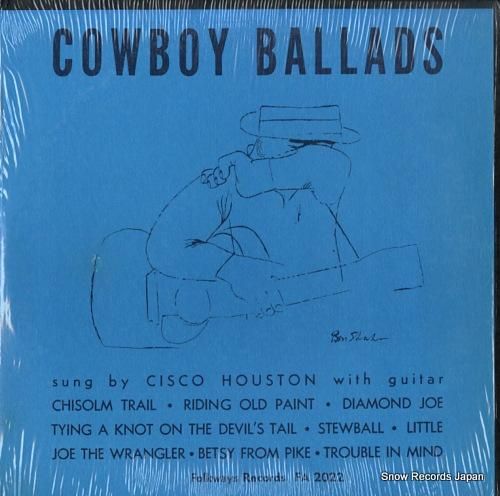 COWBOY BALLADS
Ben Shahn
sung by CISCO HOUSTON with guitar
CHISOLM TRAIL • RIDING OLD PAINT • DIAMOND JOE
TYING A KNOT ON THE DEVIL'S TAIL • STEWBALL • LITTLE
JOE THE WRANGLER • BETSY FROM PIKE • TROUBLE IN MIND
Folkways Records FA 2022
Snow Records Japan